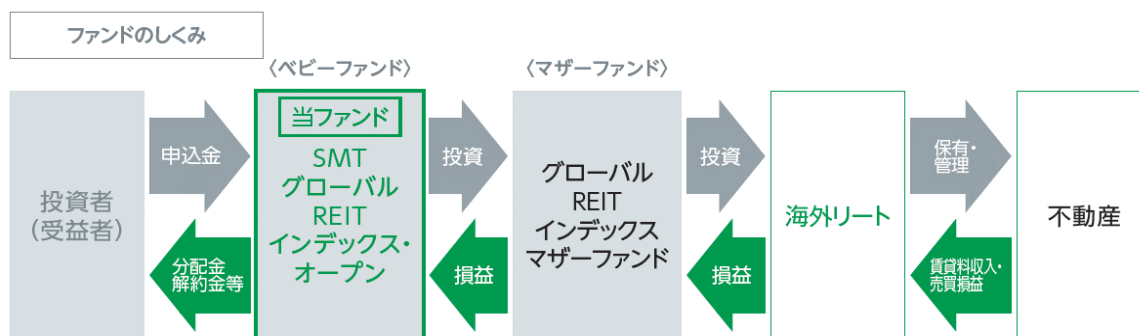 ファンドのしくみ
〈ベビーファンド〉
〈マザーファンド〉
投資者
（受益者）
申込金
分配金
解約金等
当ファンド
SMT
グローバル
REIT
インデックス・
オープン
投資
損益
グローバル
REIT
インデックス
マザーファンド
投資
損益
海外リート
保有・
管理
賃貸料収入・
売買損益
不動産